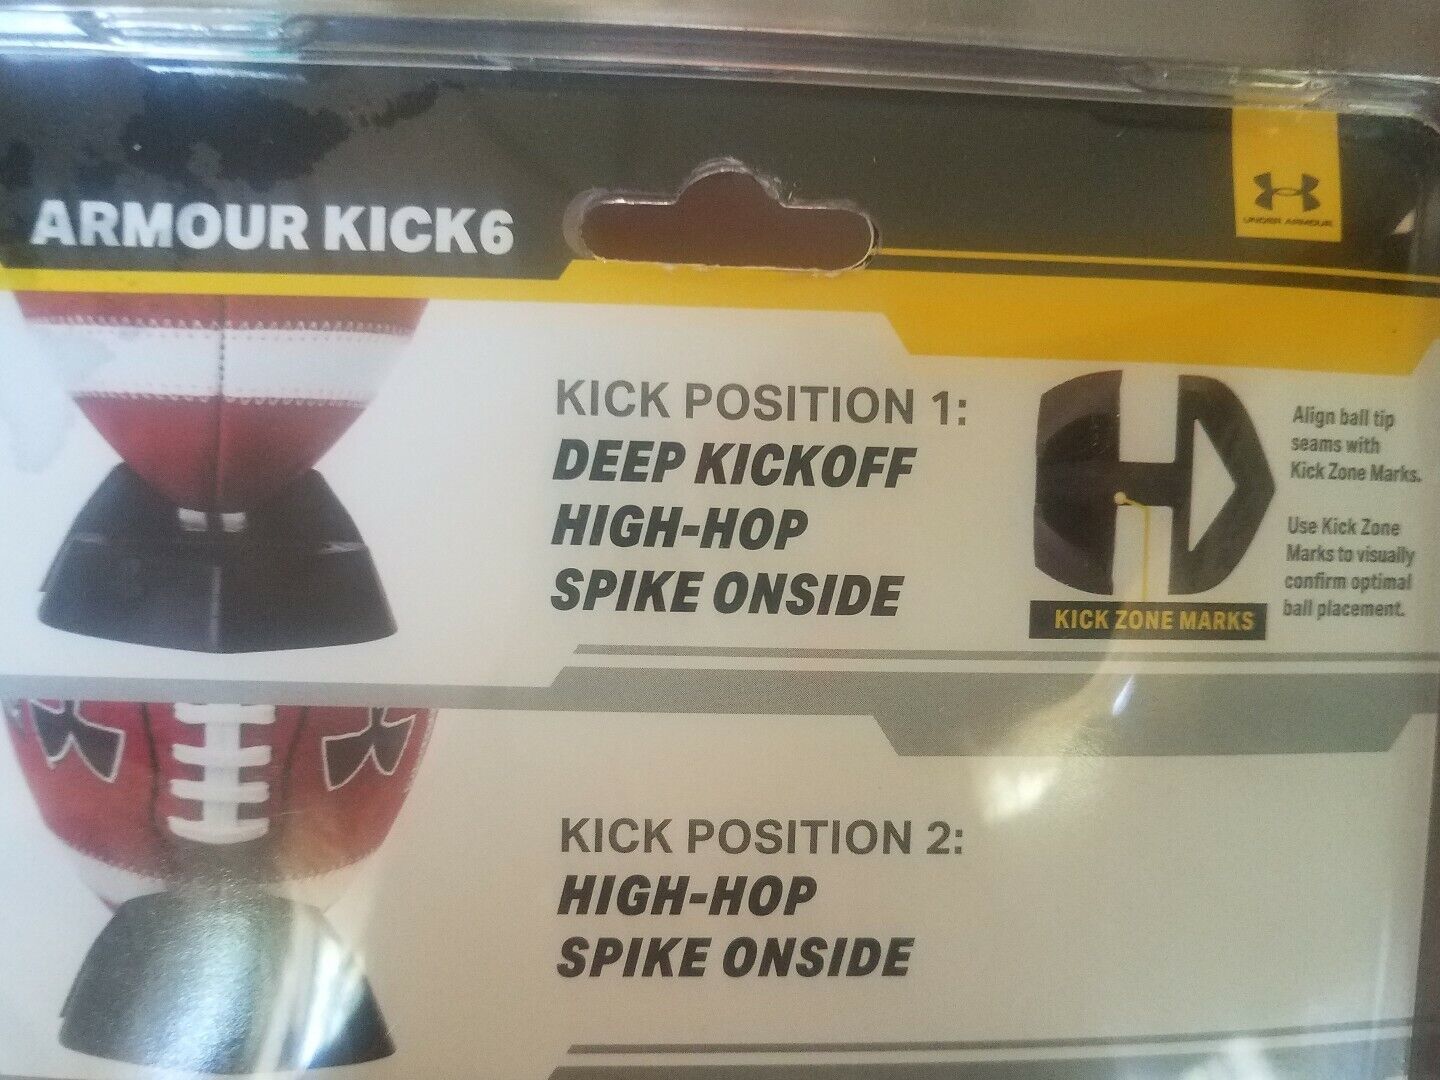 ARMOUR KICK6
UNDER ARMOUR
KICK POSITION 1:
DEEP KICKOFF
HIGH-HOP
SPIKE ONSIDE
KICK ZONE MARKS
Align ball tip
seams with
Kick Zone Marks.
Use Kick Zone
Marks to visually
confirm optimal
ball placement.
KICK POSITION 2:
HIGH-HOP
SPIKE ONSIDE